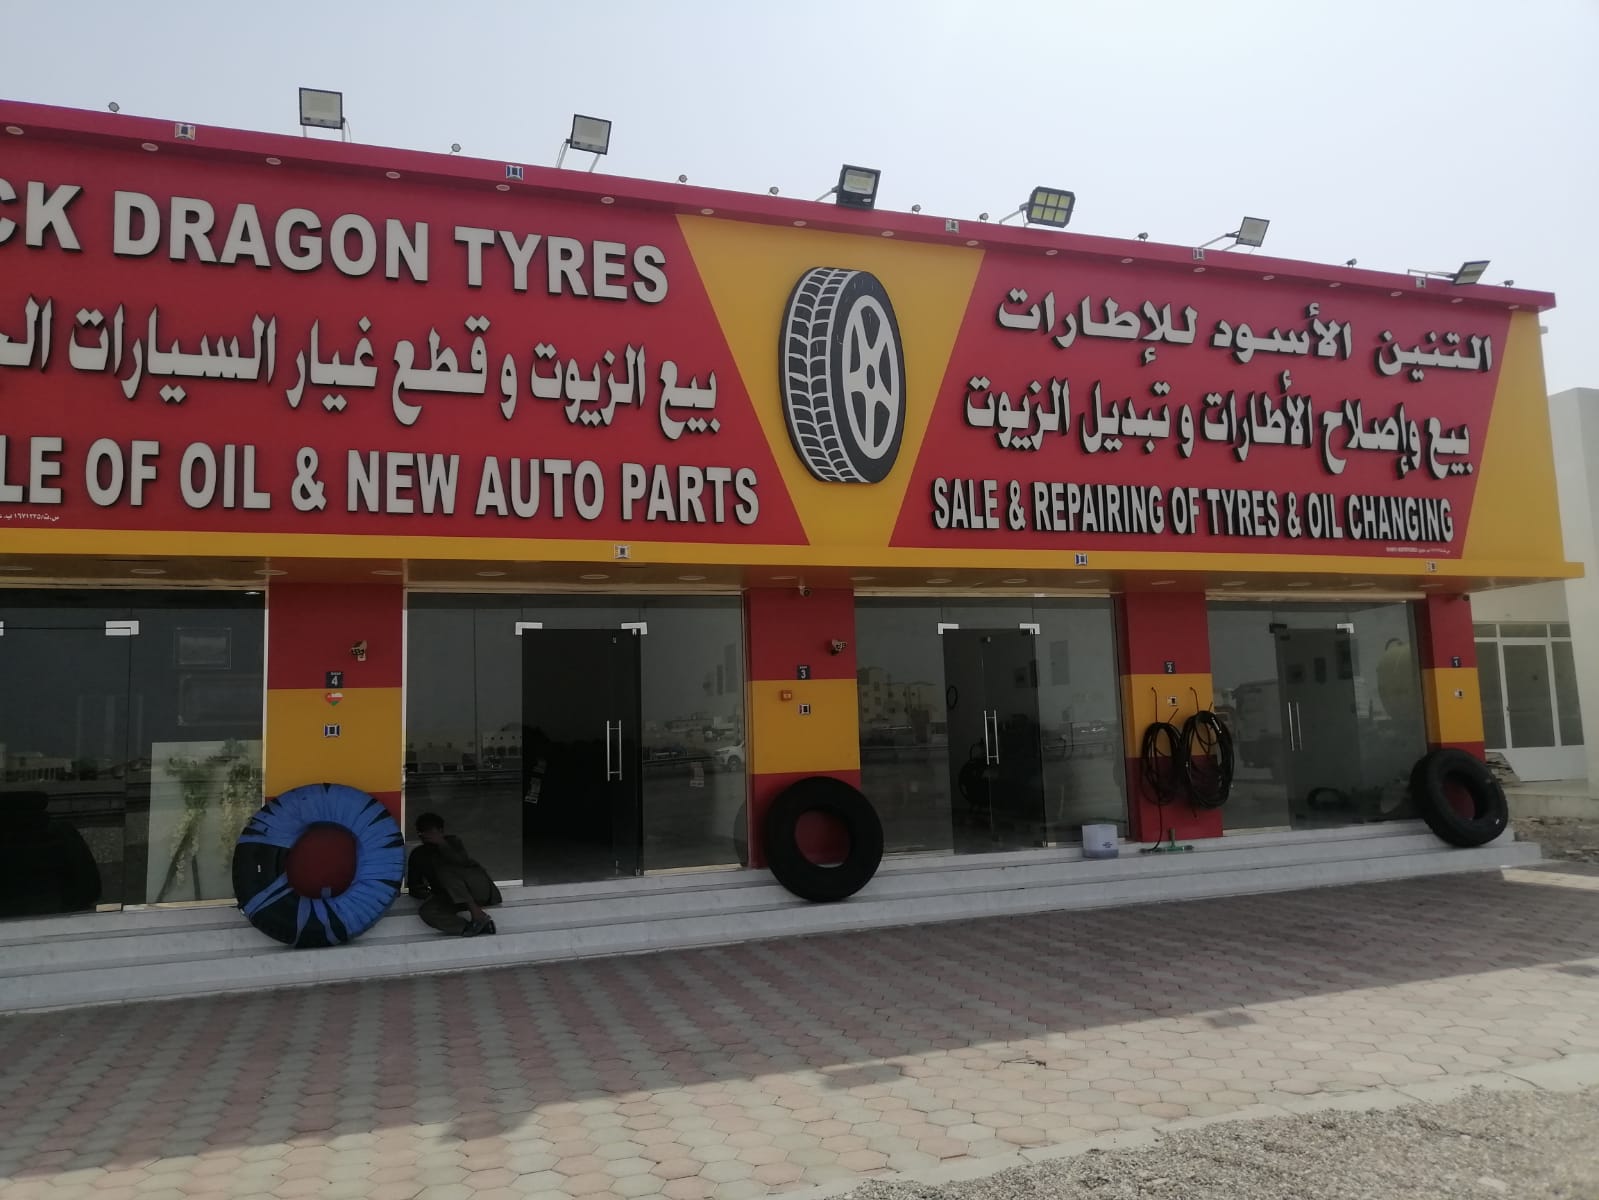 CK DRAGON TYRES
بيع الزيوت و قطع غيار السيارات الج
LE OF OIL & NEW AUTO PARTS
التنين الأسود للإطارات
بيع وإصلاح الأطارات و تبديل الزيوت
SALE & REPAIRING OF TYRES & OIL CHANGING
4
3
2
1